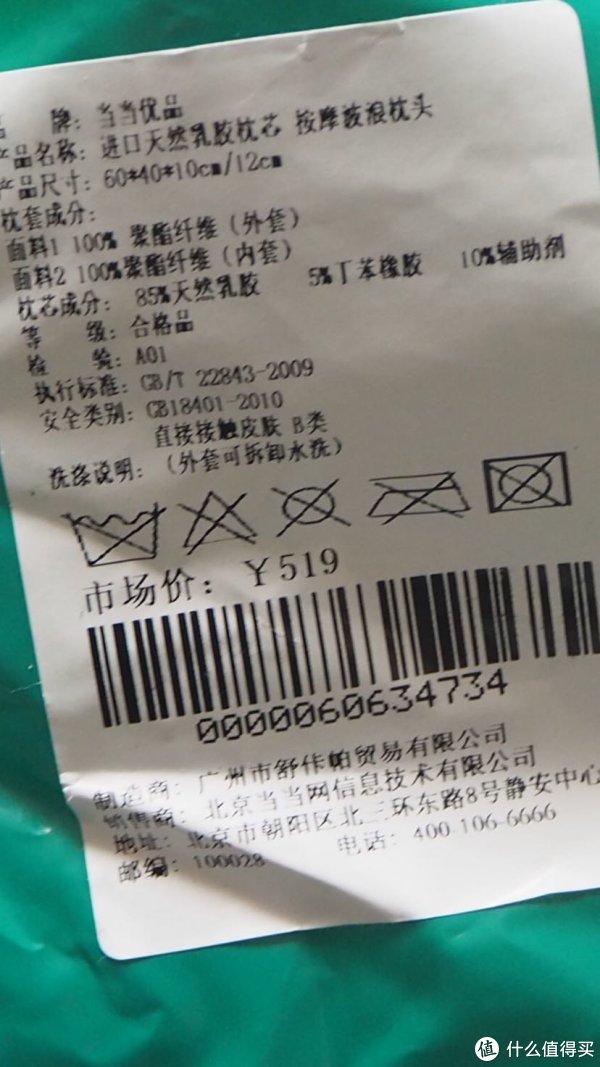 牌：当当优品
产品名称：进口天然乳胶枕芯 按摩波浪枕头
产品尺寸：60*40*10cm/12cm
枕套成分：
面料1 100% 聚酯纤维（外套）
面料2 100%聚酯纤维（内套）
枕芯成分： 85%天然乳胶 5%丁苯橡胶 10%辅助剂
等 级：合格品
检 验：A01
执行标准：GB/T 22843-2009
安全类别：GB18401-2010
直接接触皮肤 B类
洗涤说明：（外套可拆卸水洗）
市场价：￥519
0000060634734
制造商：广州市舒作帕贸易有限公司
销售商：北京当当网信息技术有限公司
地址：北京市朝阳区北三环东路8号静安中心
邮编：100028 电话：400-106-6666
值 什么值得买